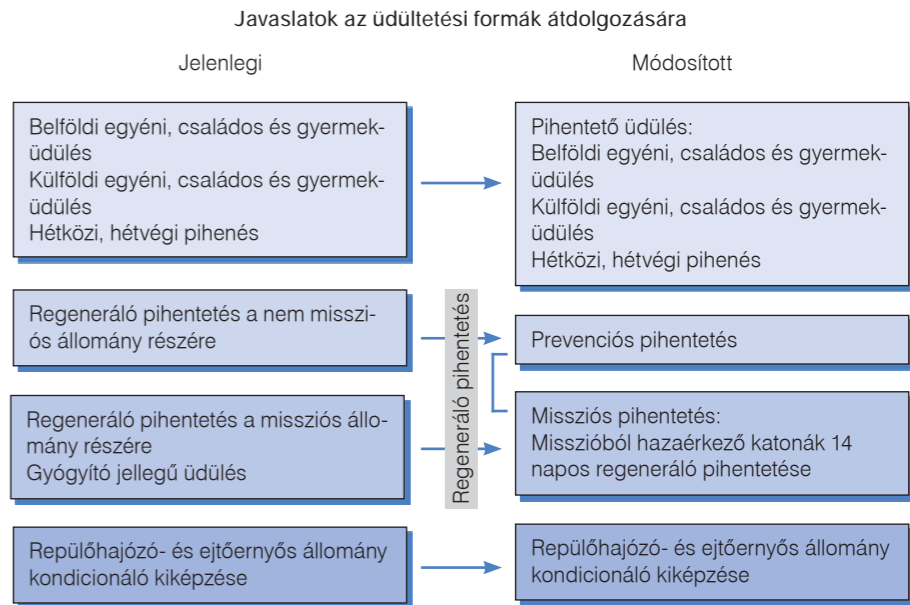 Javaslatok az üdültetési formák átdolgozására
Jelenlegi
Módosított
Belföldi egyéni, családos és gyermek-
üdülés
Külföldi egyéni, családos és gyermek-
üdülés
Hétközi, hétvégi pihenés
Pihentető üdülés:
Belföldi egyéni, családos és gyermek-
üdülés
Külföldi egyéni, családos és gyermek-
üdülés
Hétközi, hétvégi pihenés
Regeneráló pihentetés a nem misszi-
ós állomány részére
Regeneráló pihentetés
Prevenciós pihentetés
Regeneráló pihentetés a missziós állo-
mány részére
Gyógyító jellegű üdülés
Missziós pihentetés:
Misszióból hazaérkező katonák 14
napos regeneráló pihentetése
Repülőhajózó- és ejtőernyős állomány
kondicionáló kiképzése
Repülőhajózó- és ejtőernyős állomány
kondicionáló kiképzése